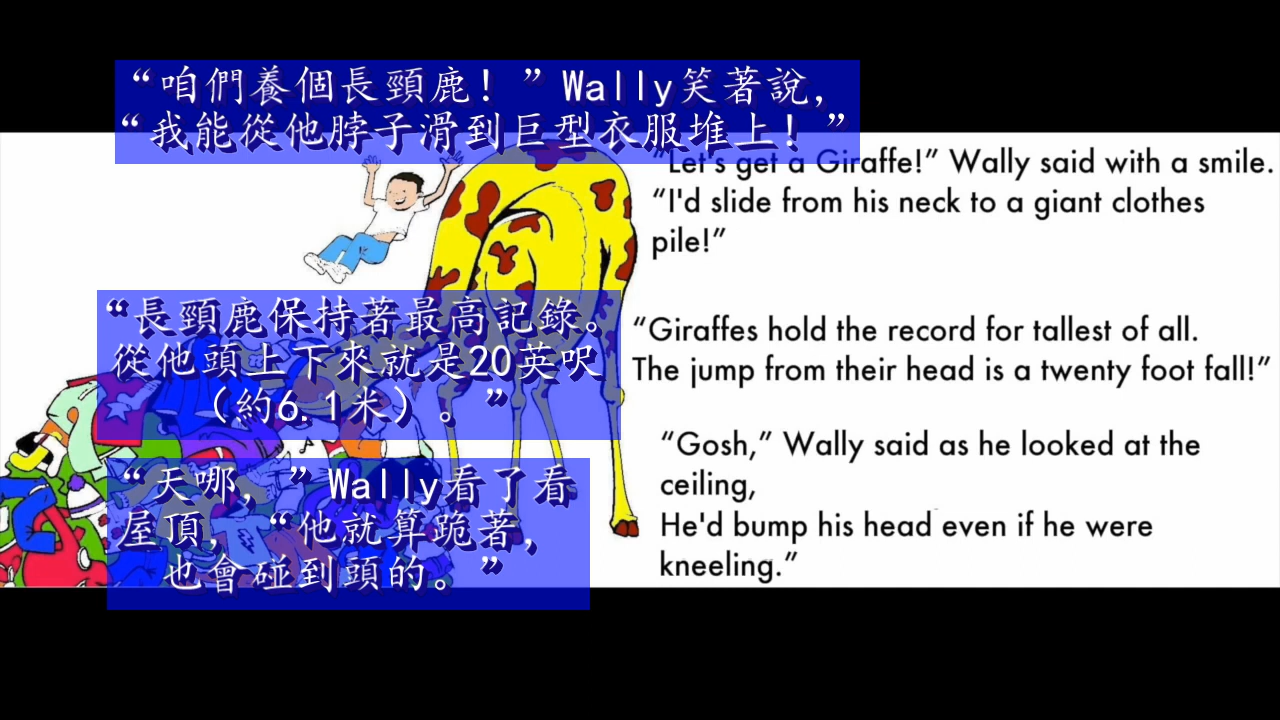 “咱們養個長頸鹿！”Wally笑著說，
“我能從他脖子滑到巨型衣服堆上！”
“Let's get a Giraffe!” Wally said with a smile.
“I'd slide from his neck to a giant clothes
pile!”
“長頸鹿保持著最高記錄。
從他頭上下來就是20英呎
（約6.1米）。”
“Giraffes hold the record for tallest of all.
The jump from their head is a twenty foot fall!”
“天哪，”Wally看了看
屋頂，“他就算跪著，
也會碰到頭的。”
“Gosh,” Wally said as he looked at the
ceiling,
He'd bump his head even if he were
kneeling.”